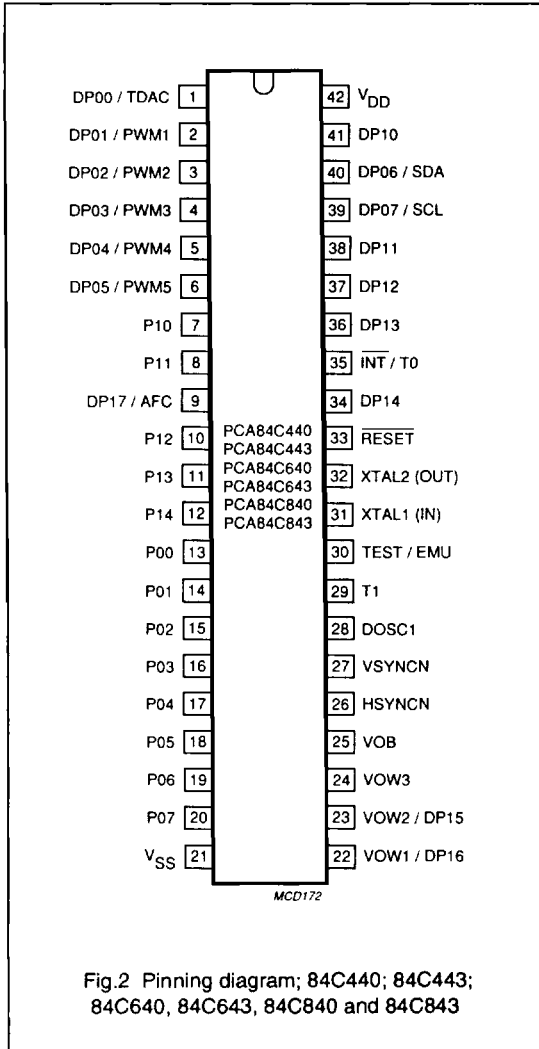 DP00 / TDAC 1 42 VDD
DP01 / PWM1 2 41 DP10
DP02 / PWM2 3 40 DP06 / SDA
DP03 / PWM3 4 39 DP07 / SCL
DP04 / PWM4 5 38 DP11
DP05 / PWM5 6 37 DP12
P10 7 36 DP13
P11 8 35 INT / T0
DP17 / AFC 9 34 DP14
P12 10 PCA84C440 33 RESET
PCA84C443
P13 11 PCA84C640 32 XTAL2 (OUT)
PCA84C643
P14 12 PCA84C840 31 XTAL1 (IN)
PCA84C843
P00 13 30 TEST / EMU
P01 14 29 T1
P02 15 28 DOSC1
P03 16 27 VSYNCN
P04 17 26 HSYNCN
P05 18 25 VOB
P06 19 24 VOW3
P07 20 23 VOW2 / DP15
VSS 21 22 VOW1 / DP16
MCD172
Fig.2 Pinning diagram; 84C440; 84C443;
84C640, 84C643, 84C840 and 84C843